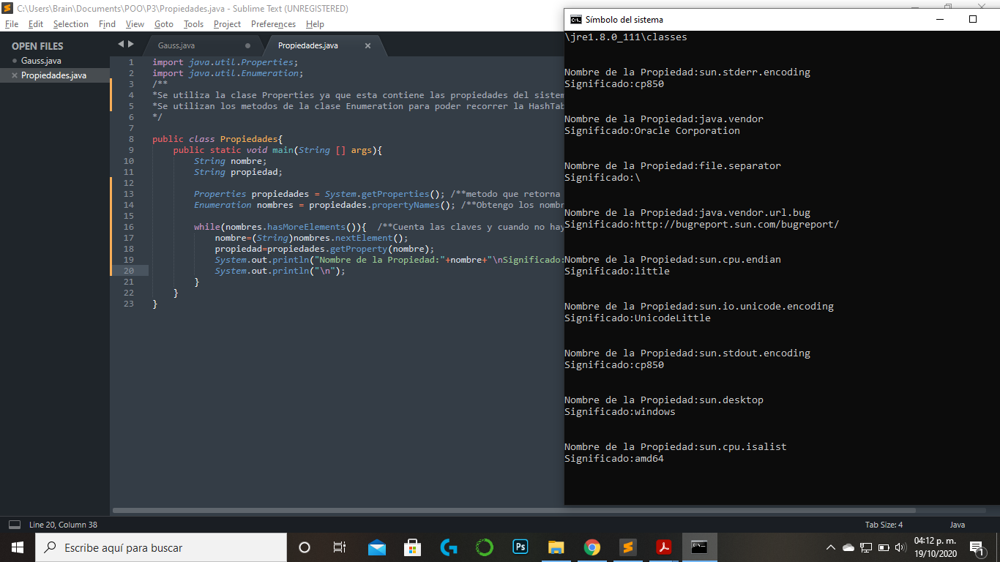 C:\Users\Brain\Documents\POO\P3\Propiedades.java - Sublime Text (UNREGISTERED)
File Edit Selection Find View Goto Tools Project Preferences Help
OPEN FILES
Gauss.java
Propiedades.java
Gauss.java
Propiedades.java
1 import java.util.Properties;
2 import java.util.Enumeration;
3 /**
4 *Se utiliza la clase Properties ya que esta contiene las propiedades del sistem
5 *Se utilizan los metodos de la clase Enumeration para poder recorrer la HashTab
6 */
7
8 public class Propiedades{
9 public static void main(String [] args){
10 String nombre;
11 String propiedad;
12
13 Properties propiedades = System.getProperties(); /**metodo que retorna
14 Enumeration nombres = propiedades.propertyNames(); /**Obtengo los nombr
15
16 while(nombres.hasMoreElements()){ /**Cuenta las claves y cuando no hay
17 nombre=(String)nombres.nextElement();
18 propiedad=propiedades.getProperty(nombre);
19 System.out.println("Nombre de la Propiedad:"+nombre+"\nSignificado:
20 System.out.println("\n");
21 }
22 }
23 }
Símbolo del sistema
\jre1.8.0_111\classes
Nombre de la Propiedad:sun.stderr.encoding
Significado:cp850
Nombre de la Propiedad:java.vendor
Significado:Oracle Corporation
Nombre de la Propiedad:file.separator
Significado:\
Nombre de la Propiedad:java.vendor.url.bug
Significado:http://bugreport.sun.com/bugreport/
Nombre de la Propiedad:sun.cpu.endian
Significado:little
Nombre de la Propiedad:sun.io.unicode.encoding
Significado:UnicodeLittle
Nombre de la Propiedad:sun.stdout.encoding
Significado:cp850
Nombre de la Propiedad:sun.desktop
Significado:windows
Nombre de la Propiedad:sun.cpu.isalist
Significado:amd64
Line 20, Column 38
Tab Size: 4
Java
Escribe aquí para buscar
Ps
04:12 p. m.
19/10/2020
1